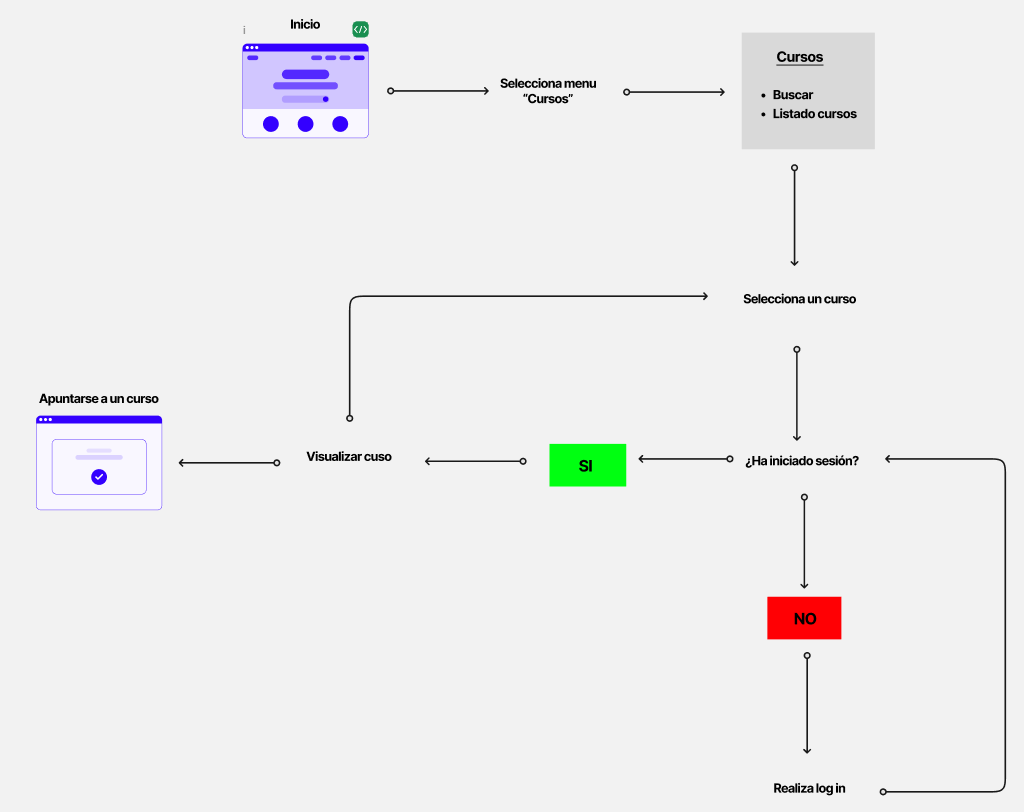 Inicio
i
</>
Selecciona menu
“Cursos”
Cursos
Buscar
Listado cursos
Selecciona un curso
Apuntarse a un curso
Visualizar cuso
SI
¿Ha iniciado sesión?
NO
Realiza log in